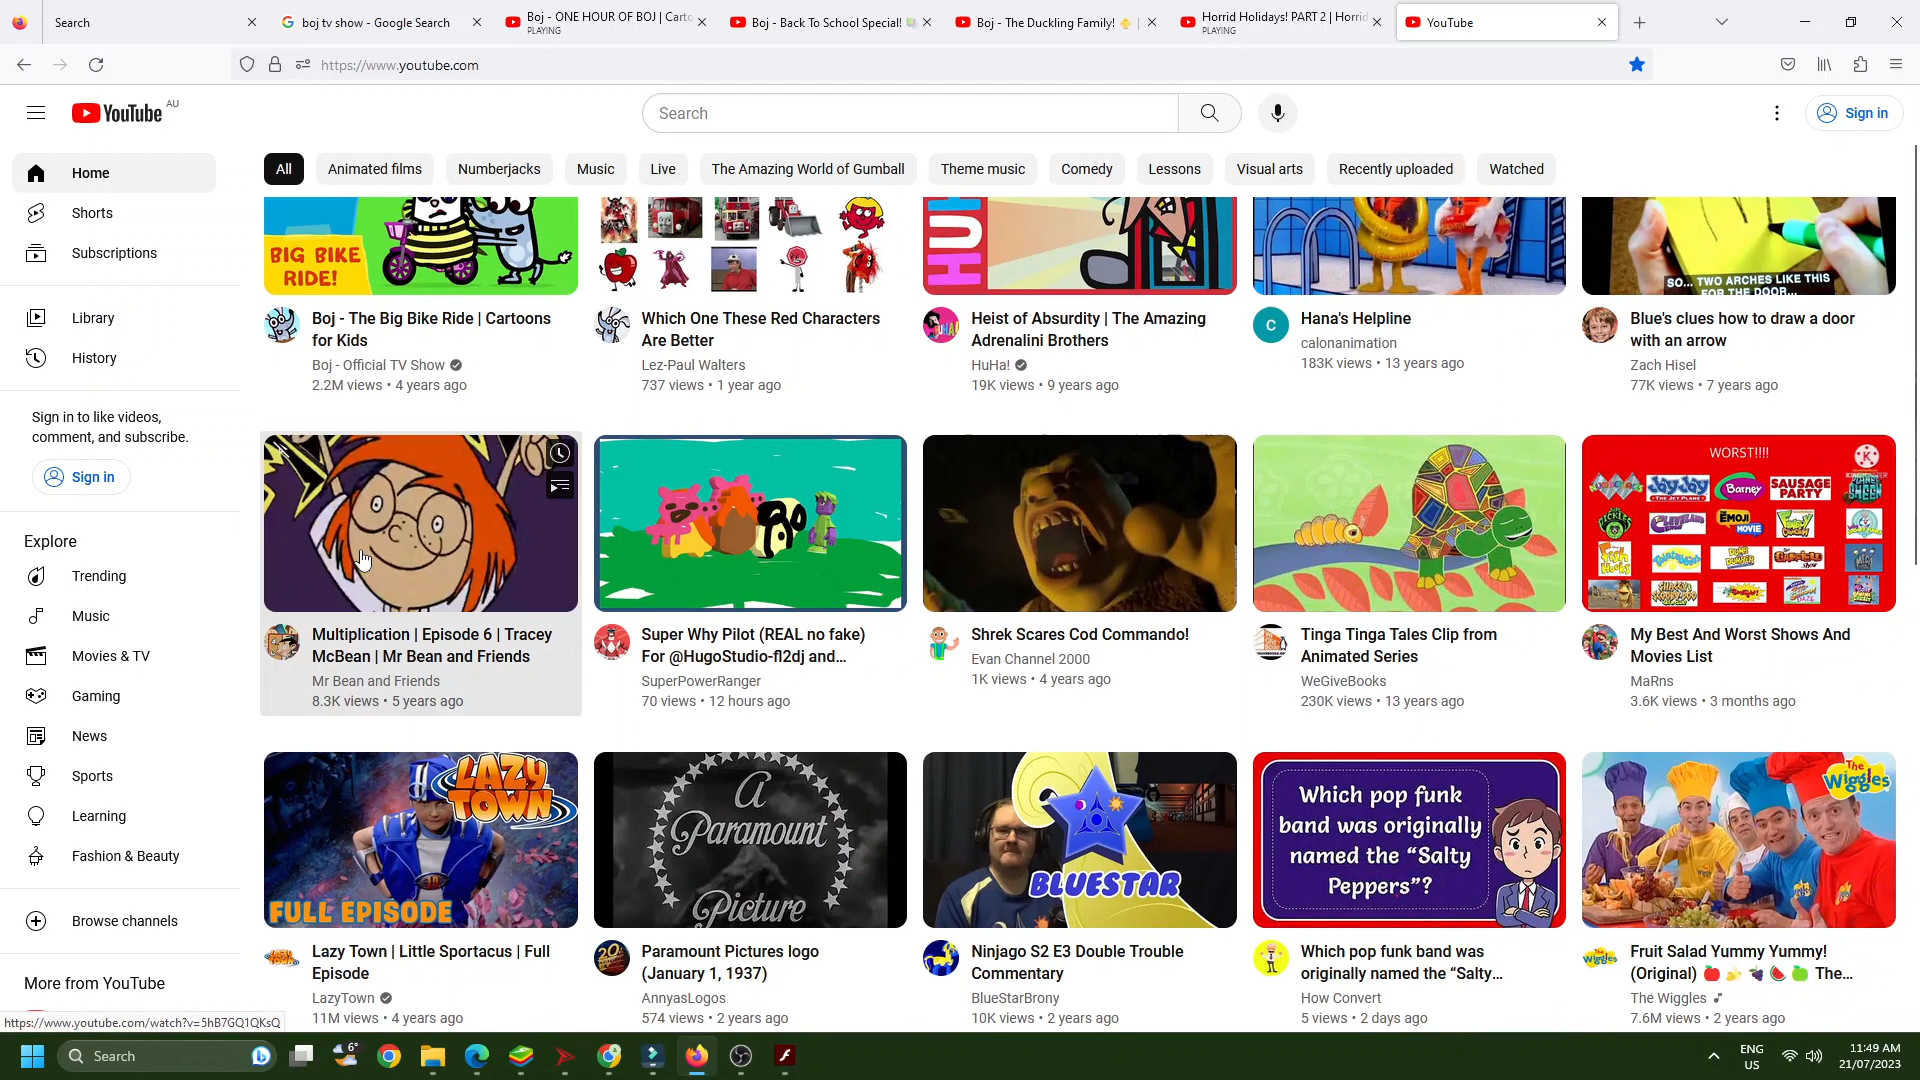 Search
boj tv show - Google Search
Boj - ONE HOUR OF BOJ | Carto
PLAYING
Boj - Back To School Special!
Boj - The Duckling Family!
Horrid Holidays! PART 2 | Horrid
PLAYING
YouTube
https://www.youtube.com
YouTube AU
Search
Sign in
Home
Shorts
Subscriptions
Library
History
Sign in to like videos,
comment, and subscribe.
Sign in
Explore
Trending
Music
Movies & TV
Gaming
News
Sports
Learning
Fashion & Beauty
Browse channels
More from YouTube
https://www.youtube.com/watch?v=5hB7GQ1QKsQ
All
Animated films
Numberjacks
Music
Live
The Amazing World of Gumball
Theme music
Comedy
Lessons
Visual arts
Recently uploaded
Watched
BIG BIKE
RIDE!
Boj - The Big Bike Ride | Cartoons
for Kids
Boj - Official TV Show
2.2M views • 4 years ago
Which One These Red Characters
Are Better
Lez-Paul Walters
737 views • 1 year ago
HUH
Heist of Absurdity | The Amazing
Adrenalini Brothers
HuHa!
19K views • 9 years ago
C
Hana's Helpline
calonanimation
183K views • 13 years ago
SO... TWO ARCHES LIKE THIS
FOR THE DOOR...
Blue's clues how to draw a door
with an arrow
Zach Hisel
77K views • 7 years ago
Multiplication | Episode 6 | Tracey
McBean | Mr Bean and Friends
Mr Bean and Friends
8.3K views • 5 years ago
Super Why Pilot (REAL no fake)
For @HugoStudio-fl2dj and...
SuperPowerRanger
70 views • 12 hours ago
Shrek Scares Cod Commando!
Evan Channel 2000
1K views • 4 years ago
Tinga Tinga Tales Clip from
Animated Series
WeGiveBooks
230K views • 13 years ago
WORST!!!!
K
JAY JAY
THE JET PLANE
Barney
SAUSAGE
PARTY
CLEVELAND
THE EMOJI
MOVIE
My Best And Worst Shows And
Movies List
MaRns
3.6K views • 3 months ago
LAZY
TOWN
FULL EPISODE
Lazy Town | Little Sportacus | Full
Episode
LazyTown
11M views • 4 years ago
A
Paramount
Picture
Paramount Pictures logo
(January 1, 1937)
AnnyasLogos
574 views • 2 years ago
BLUESTAR
Ninjago S2 E3 Double Trouble
Commentary
BlueStarBrony
10K views • 2 years ago
Which pop funk
band was originally
named the “Salty
Peppers”?
Which pop funk band was
originally named the “Salty...
How Convert
5 views • 2 days ago
The
Wiggles
Fruit Salad Yummy Yummy!
(Original) 🍎 🍌 🍇 🍉 🍏 The...
The Wiggles
7.6M views • 2 years ago
Search
6°
ENG
US
11:49 AM
21/07/2023